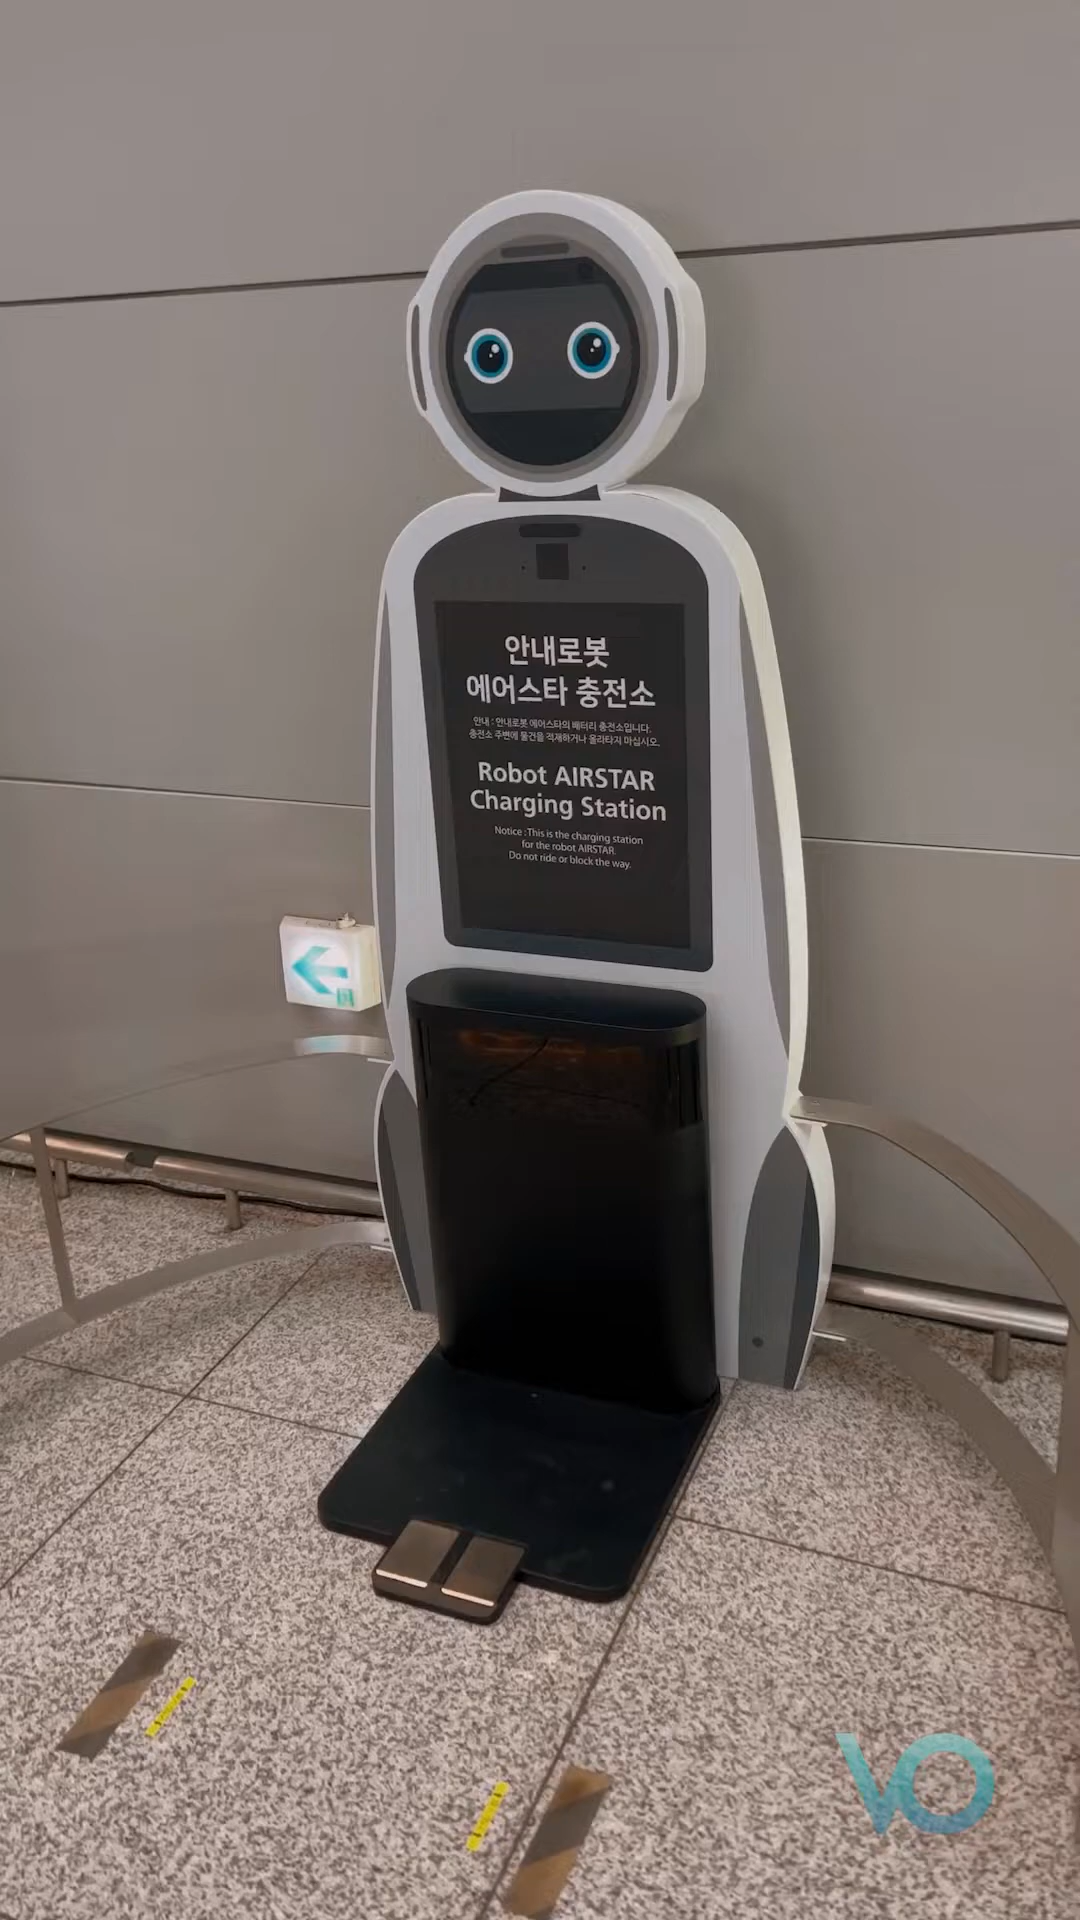 안내로봇
에어스타 충전소
안내 : 안내로봇 에어스타의 배터리 충전소입니다.
충전소 주변에 물건을 적재하거나 올라타지 마십시오.
Robot AIRSTAR
Charging Station
Notice :This is the charging station
for the robot AIRSTAR.
Do not ride or block the way.
VO